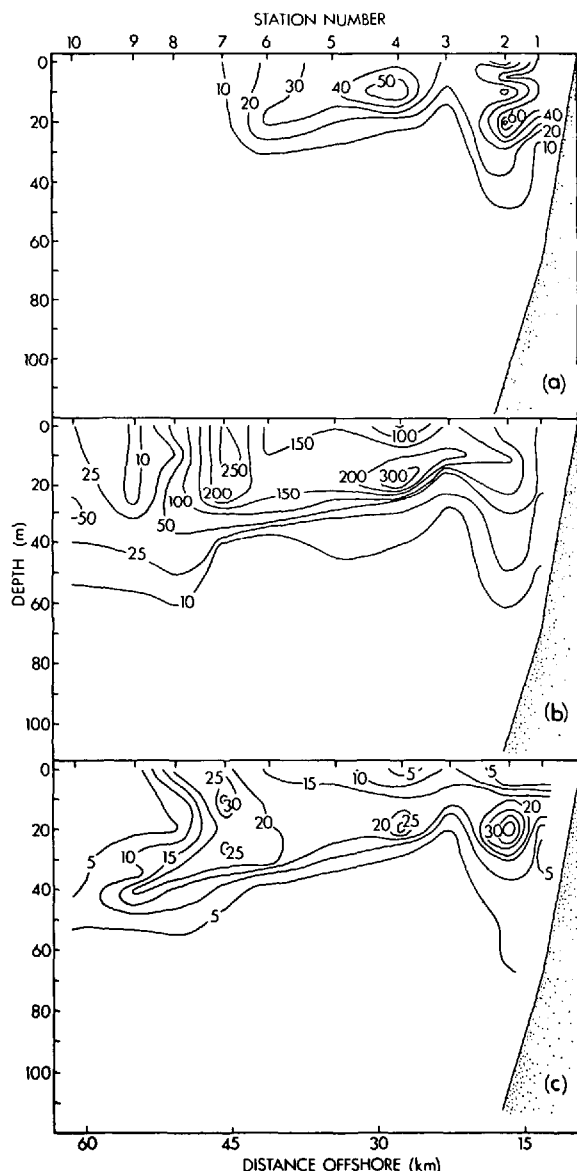 STATION NUMBER
10 9 8 7 6 5 4 3 2 1
0
20
40
60
80
100
10 20 30 40 50 60 40 20 10
(a)
0
20
40
60
80
100
25 10 250 150 100
50 100 200 150 200 300
50
25
10
(b)
DEPTH (m)
0
20
40
60
80
100
25 15 10 5 5
30 20
20 20 25 30
10 15 25
5 5
5
(c)
60 45 30 15
DISTANCE OFFSHORE (km)